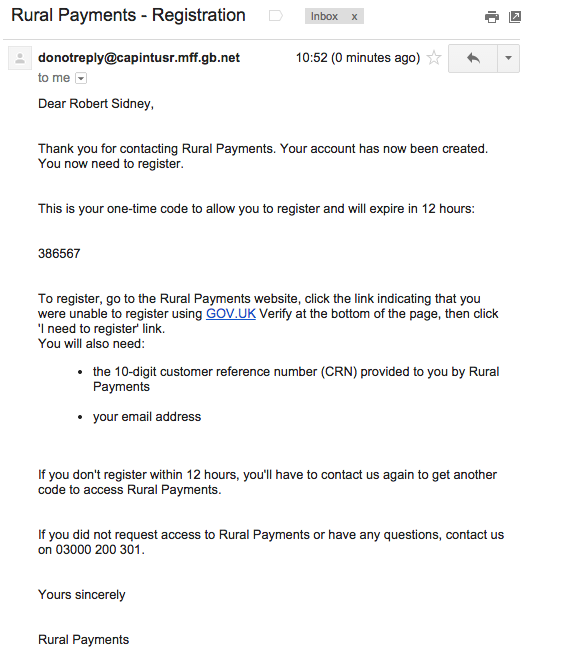 Rural Payments - Registration
Inbox x
donotreply@capintusr.mff.gb.net
10:52 (0 minutes ago)
to me
Dear Robert Sidney,
Thank you for contacting Rural Payments. Your account has now been created.
You now need to register.
This is your one-time code to allow you to register and will expire in 12 hours:
386567
To register, go to the Rural Payments website, click the link indicating that you
were unable to register using GOV.UK Verify at the bottom of the page, then click
'I need to register' link.
You will also need:
• the 10-digit customer reference number (CRN) provided to you by Rural
Payments
• your email address
If you don't register within 12 hours, you'll have to contact us again to get another
code to access Rural Payments.
If you did not request access to Rural Payments or have any questions, contact us
on 03000 200 301.
Yours sincerely
Rural Payments